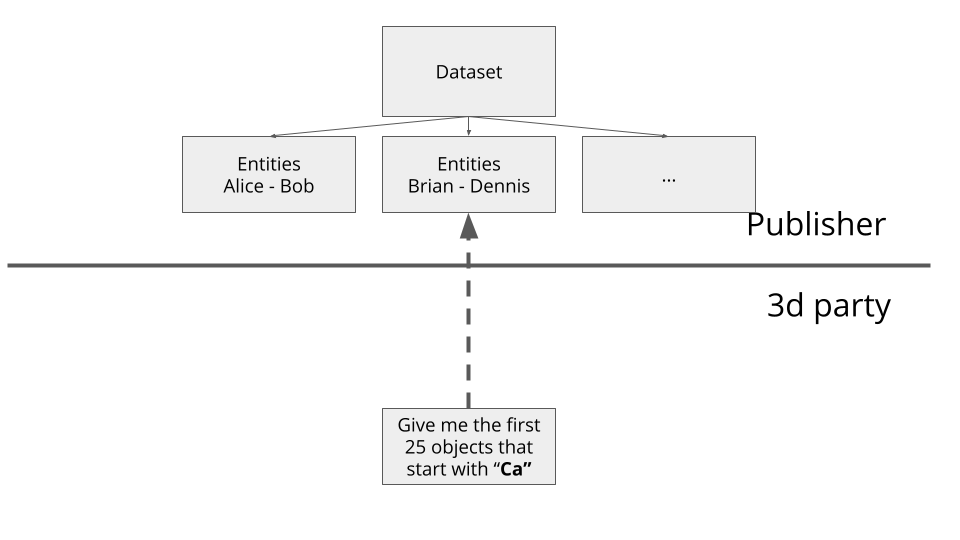 Dataset
Entities
Alice - Bob
Entities
Brian - Dennis
...
Publisher
3d party
Give me the first
25 objects that
start with “Ca”